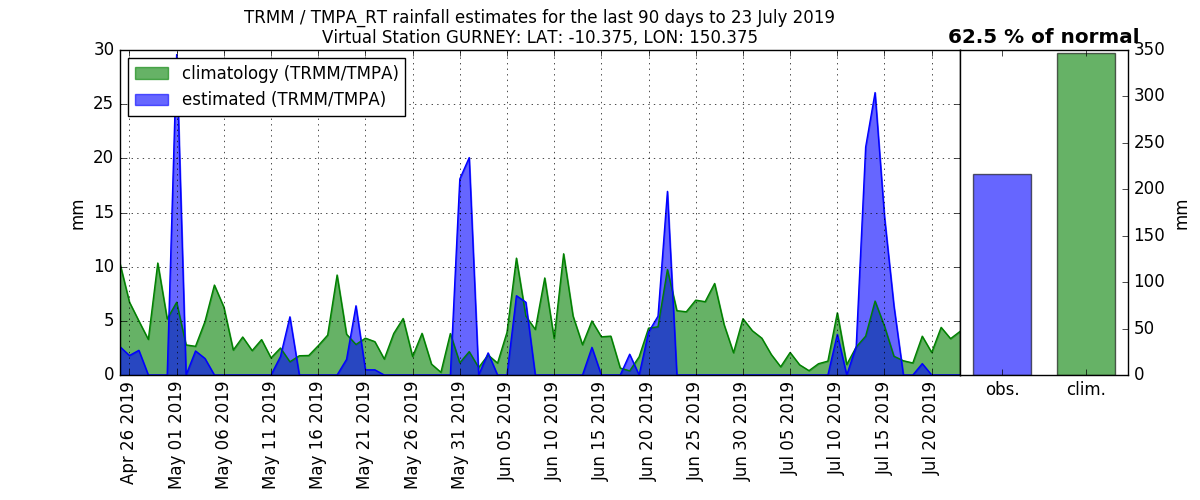 TRMM / TMPA_RT rainfall estimates for the last 90 days to 23 July 2019
Virtual Station GURNEY: LAT: -10.375, LON: 150.375
62.5 % of normal
climatology (TRMM/TMPA)
estimated (TRMM/TMPA)
30
25
20
15
10
5
0
mm
350
300
250
200
150
100
50
0
mm
Apr 26 2019
May 01 2019
May 06 2019
May 11 2019
May 16 2019
May 21 2019
May 26 2019
May 31 2019
Jun 05 2019
Jun 10 2019
Jun 15 2019
Jun 20 2019
Jun 25 2019
Jun 30 2019
Jul 05 2019
Jul 10 2019
Jul 15 2019
Jul 20 2019
obs.
clim.